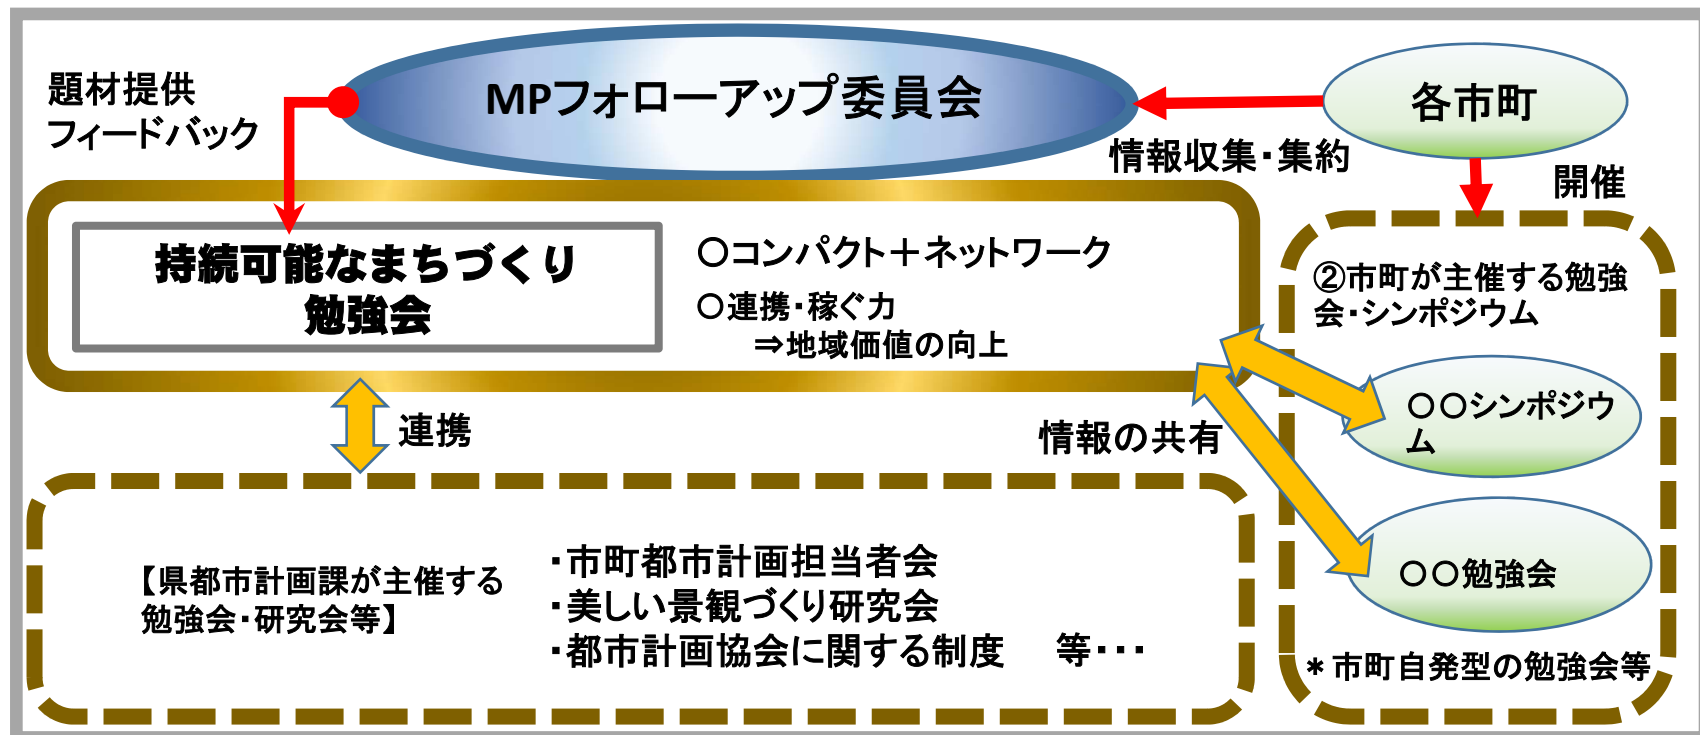 題材提供
フィードバック
MPフォローアップ委員会
各市町
情報収集・集約
開催
持続可能なまちづくり
勉強会
○コンパクト＋ネットワーク
○連携・稼ぐ力
⇒地域価値の向上
②市町が主催する勉強
会・シンポジウム
○○シンポジウ
ム
○○勉強会
＊市町自発型の勉強会等
連携
情報の共有
【県都市計画課が主催する
勉強会・研究会等】
・市町都市計画担当者会
・美しい景観づくり研究会
・都市計画協会に関する制度　等・・・